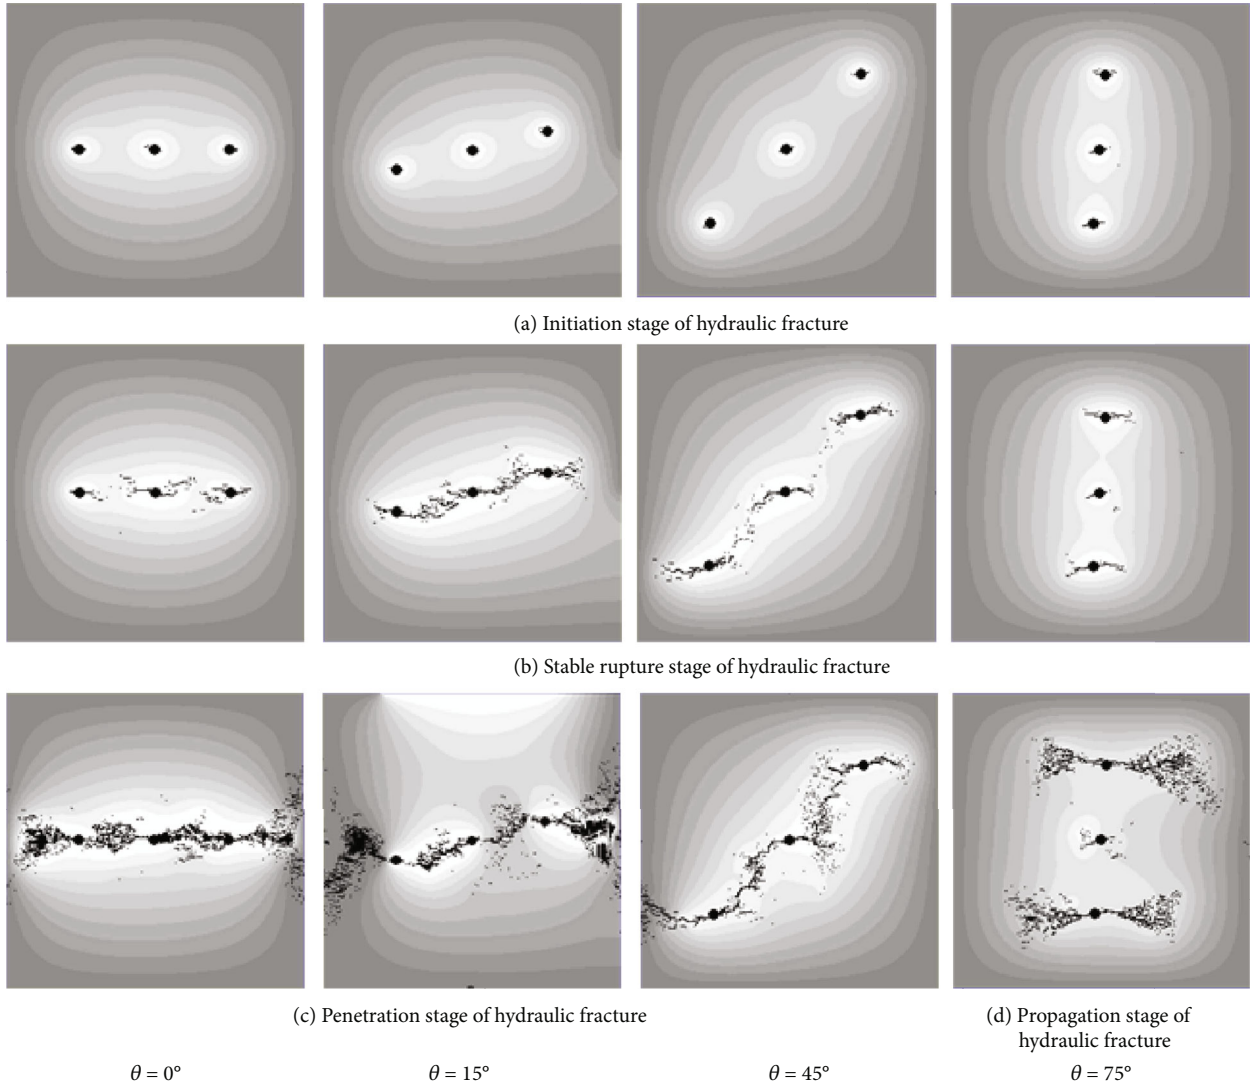 (a) Initiation stage of hydraulic fracture
(b) Stable rupture stage of hydraulic fracture
(c) Penetration stage of hydraulic fracture
(d) Propagation stage of
hydraulic fracture
θ = 0°
θ = 15°
θ = 45°
θ = 75°